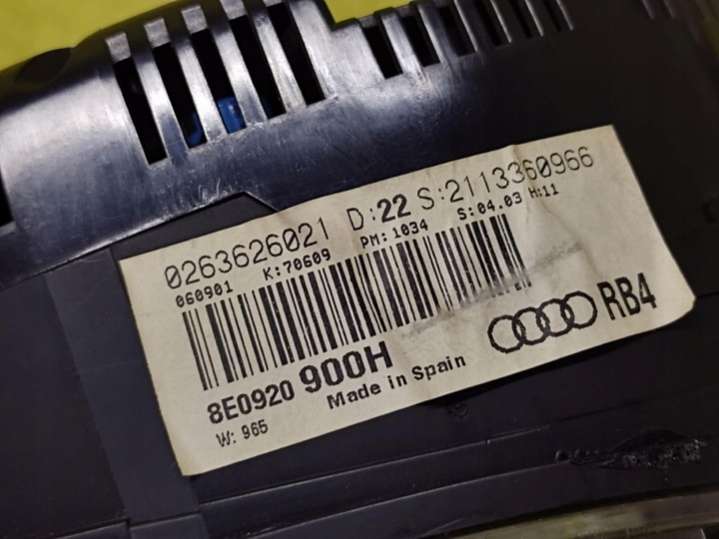 0263626021 D:22 S:2113360966
060901 K:70609 PM:1034 S:04.03 H:11
8E0920 900H RB4
W: 965 Made in Spain